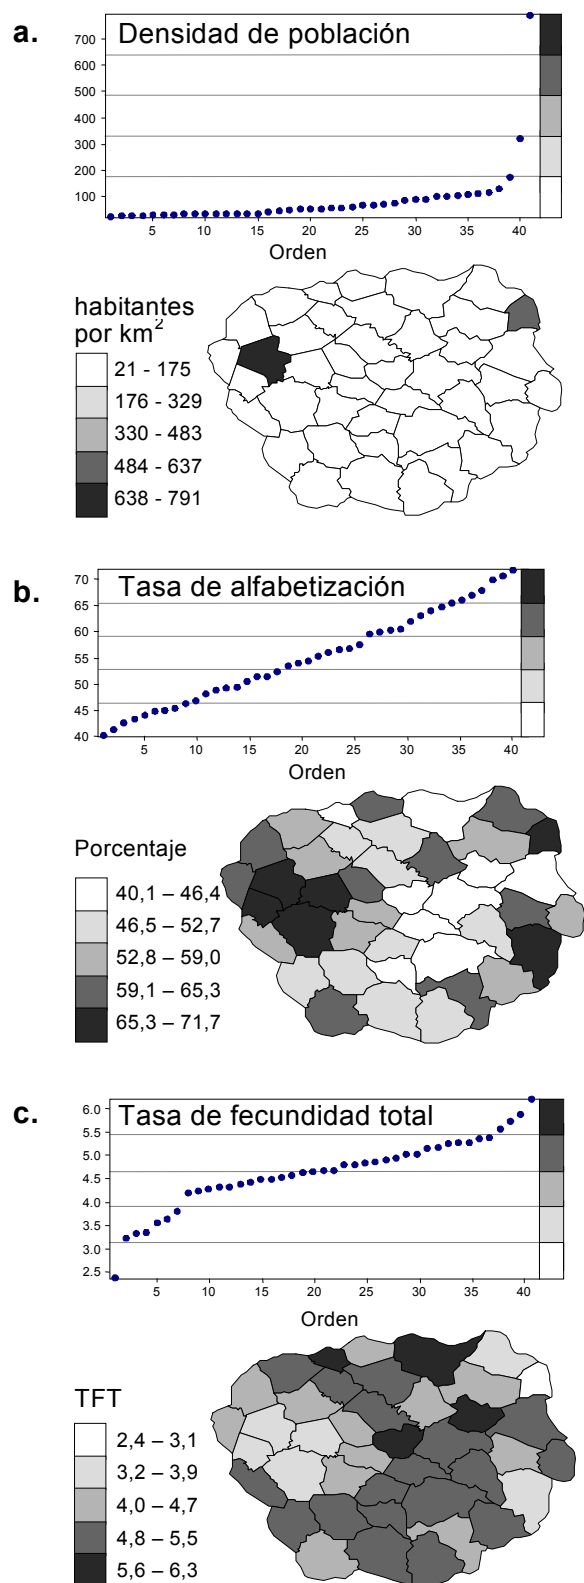 a.
Densidad de población
700
600
500
400
300
200
100
5 10 15 20 25 30 35 40
Orden
habitantes
por km²
21 - 175
176 - 329
330 - 483
484 - 637
638 - 791
b.
Tasa de alfabetización
70
65
60
55
50
45
40
5 10 15 20 25 30 35 40
Orden
Porcentaje
40,1 – 46,4
46,5 – 52,7
52,8 – 59,0
59,1 – 65,3
65,3 – 71,7
c.
Tasa de fecundidad total
6.0
5.5
5.0
4.5
4.0
3.5
3.0
2.5
5 10 15 20 25 30 35 40
Orden
TFT
2,4 – 3,1
3,2 – 3,9
4,0 – 4,7
4,8 – 5,5
5,6 – 6,3